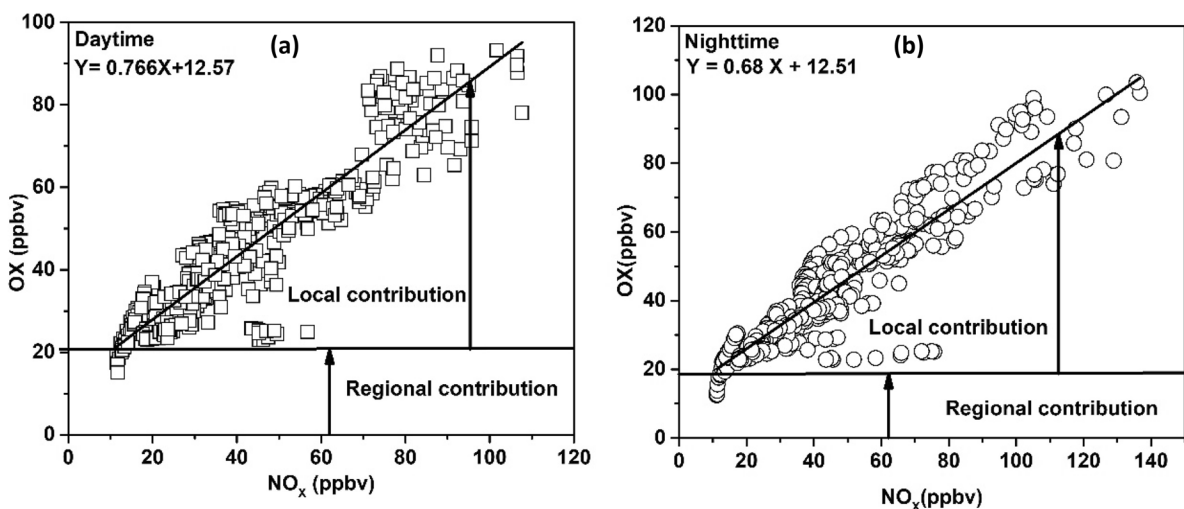 Daytime
(a)
Y= 0.766X+12.57
OX (ppbv)
100
80
60
40
20
0
Local contribution
Regional contribution
0 20 40 60 80 100 120
NOx (ppbv)
Nighttime
(b)
Y = 0.68 X + 12.51
OX(ppbv)
120
100
80
60
40
20
0
Local contribution
Regional contribution
0 20 40 60 80 100 120 140
NOx(ppbv)